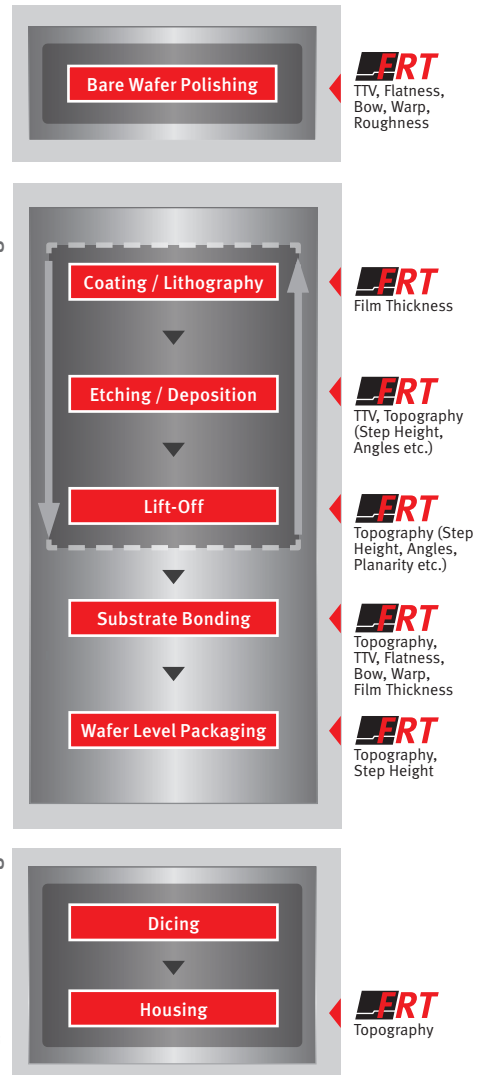 Bare Wafer Polishing
FRT
TTV, Flatness,
Bow, Warp,
Roughness
Coating / Lithography
FRT
Film Thickness
Etching / Deposition
FRT
TTV, Topography
(Step Height,
Angles etc.)
Lift-Off
FRT
Topography (Step
Height, Angles,
Planarity etc.)
Substrate Bonding
FRT
Topography,
TTV, Flatness,
Bow, Warp,
Film Thickness
Wafer Level Packaging
FRT
Topography,
Step Height
Dicing
Housing
FRT
Topography